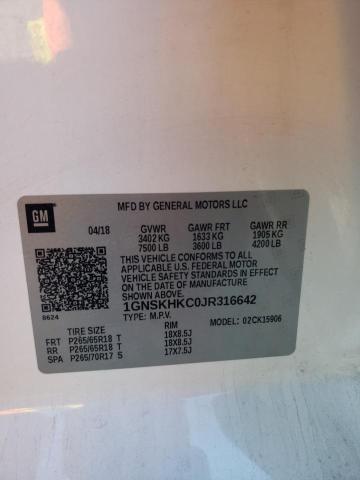 GM
MFD BY GENERAL MOTORS LLC
04/18 GVWR GAWR FRT GAWR RR
3402 KG 1633 KG 1905 KG
7500 LB 3600 LB 4200 LB
THIS VEHICLE CONFORMS TO ALL
APPLICABLE U.S. FEDERAL MOTOR
VEHICLE SAFETY STANDARDS IN
EFFECT ON THE DATE OF MANUFACTURE
SHOWN ABOVE.
1GNSKHKC0JR316642
8624 TYPE: M.P.V.
TIRE SIZE RIM 02CK15906
FRT P265/65R18 T 18X8.5J
RR P265/65R18 T 18X8.5J
SPA P265/70R17 S 17X7.5J